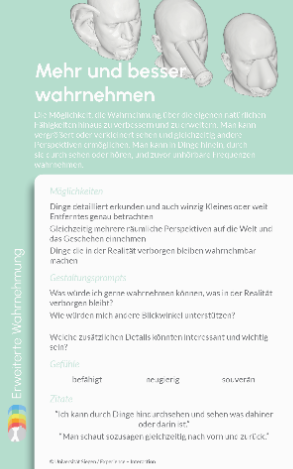 Mehr und besser
wahrnehmen
Die Möglichkeit, die Wahrnehmung über die eigenen natürlichen
Fähigkeiten hinaus zu verbessern und zu erweitern. Man kann
vergrößert oder verkleinert sehen und gleichzeitig andere
Perspektiven ermöglichen. Man kann in Dinge hinein, durch
sie durch sehen oder hören, und zuvor unhörbare Frequenzen
wahrnehmen.
Möglichkeiten
Dinge detailliert erkunden und auch winzig Kleines oder weit
Entferntes genau betrachten
Gleichzeitig mehrere räumliche Perspektiven auf die Welt und
das Geschehen einnehmen
Dinge die in der Realität verborgen bleiben wahrnehmbar
machen
Gestaltungsprompts
Was würde ich gerne wahrnehmen können, was in der Realität
verborgen bleibt?
Wie würden mich andere Blickwinkel unterstützen?
Welche zusätzlichen Details könnten interessant und wichtig
sein?
Gefühle
befähigt neugierig souverän
Zitate
"Ich kann durch Dinge hindurchsehen und sehen was dahinter
oder darin ist."
"Man schaut sozusagen gleichzeitig nach vorn und zurück."
© Universität Siegen / Experience + Interaction
Erweiterte Wahrnehmung